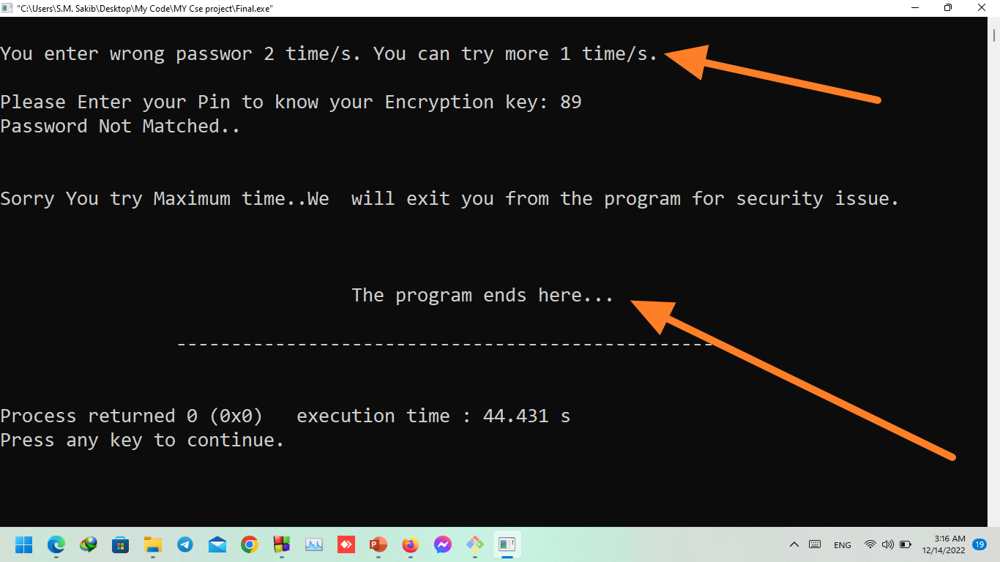 "C:\Users\S.M. Sakib\Desktop\My Code\MY Cse project\Final.exe"
You enter wrong passwor 2 time/s. You can try more 1 time/s.
Please Enter your Pin to know your Encryption key: 89
Password Not Matched..
Sorry You try Maximum time..We  will exit you from the program for security issue.
The program ends here...
-------------------------------------------------
Process returned 0 (0x0)   execution time : 44.431 s
Press any key to continue.
ENG
3:16 AM
12/14/2022
19